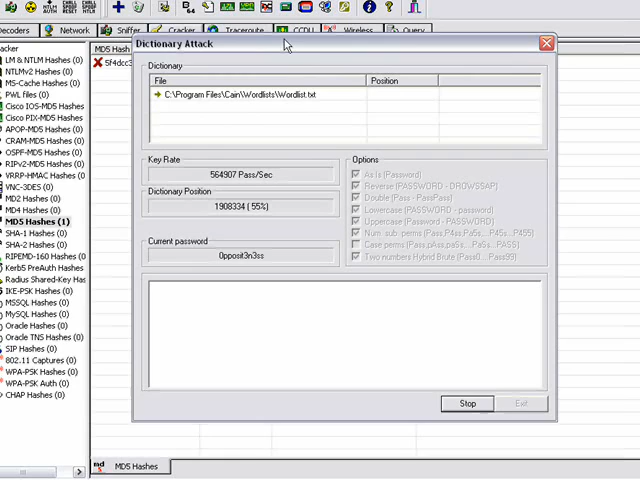 Decoders
Network
Sniffer
Cracker
Traceroute
CCDU
Wireless
Query
Dictionary Attack
MD5 Hash
5f4dcc3
Dictionary
File
Position
C:\Program Files\Cain\Wordlists\Wordlist.txt
Key Rate
564907 Pass/Sec
Dictionary Position
1908334 ( 55%)
Current password
0pposit3n3ss
Options
As Is (Password)
Reverse (PASSWORD - DROWSSAP)
Double (Pass - PassPass)
Lowercase (PASSWORD - password)
Uppercase (Password - PASSWORD)
Num. sub. perms (Pass,P4ss,Pa5s,...P45s...P455)
Case perms (Pass,pAss,paSs,...PaSs...PASS)
Two numbers Hybrid Brute (Pass0....Pass99)
Stop
Exit
acker
LM & NTLM Hashes (0)
NTLMv2 Hashes (0)
MS-Cache Hashes (0)
PWL files (0)
Cisco IOS-MD5 Hashes (0)
Cisco PIX-MD5 Hashes (0)
APOP-MD5 Hashes (0)
CRAM-MD5 Hashes (0)
OSPF-MD5 Hashes (0)
RIPv2-MD5 Hashes (0)
VRRP-HMAC Hashes (0)
VNC-3DES (0)
MD2 Hashes (0)
MD4 Hashes (0)
MD5 Hashes (1)
SHA-1 Hashes (0)
SHA-2 Hashes (0)
RIPEMD-160 Hashes (0)
Kerb5 PreAuth Hashes (0)
Radius Shared-Key Hashes
IKE-PSK Hashes (0)
MSSQL Hashes (0)
MySQL Hashes (0)
Oracle Hashes (0)
Oracle TNS Hashes (0)
SIP Hashes (0)
802.11 Captures (0)
WPA-PSK Hashes (0)
WPA-PSK Auth (0)
CHAP Hashes (0)
MD5 Hashes